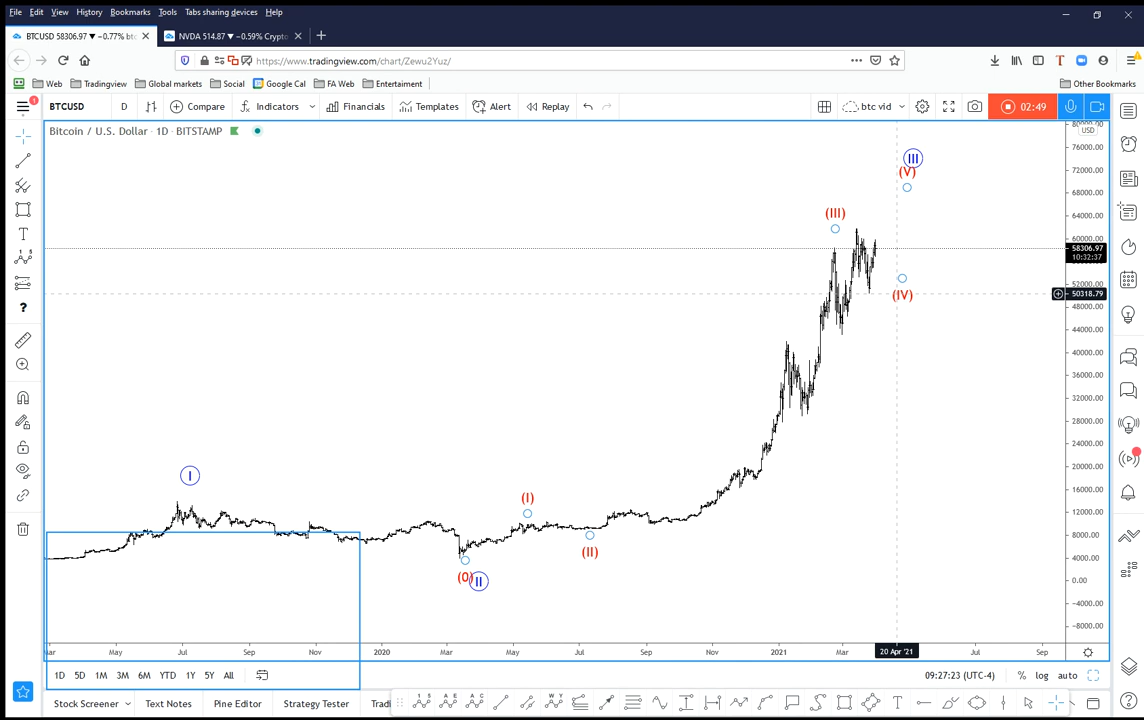 File Edit View History Bookmarks Tools Tabs sharing devices Help
BTCUSD 58306.97 ▼ −0.77% btc
NVDA 514.87 ▼ −0.59% Crypto
https://www.tradingview.com/chart/Zewu2Yuz/
Web Tradingview Global markets Social Google Cal FA Web Entertainment Other Bookmarks
1 BTCUSD D Compare Indicators Financials Templates Alert Replay btc vid 02:49
Bitcoin / U.S. Dollar · 1D · BITSTAMP
80000.00
USD
76000.00
72000.00
68000.00
64000.00
60000.00
58306.97
10:32:37
52000.00
50318.79
48000.00
44000.00
40000.00
36000.00
32000.00
28000.00
24000.00
20000.00
16000.00
12000.00
8000.00
4000.00
0.00
−4000.00
−8000.00
III
(V)
(III)
(IV)
I
(I)
(II)
(0)
II
Mar May Jul Sep Nov 2020 Mar May Jul Sep Nov 2021 Mar 20 Apr '21 Jul Sep
1D 5D 1M 3M 6M YTD 1Y 5Y All 09:27:23 (UTC-4) % log auto
Stock Screener Text Notes Pine Editor Strategy Tester Tradi